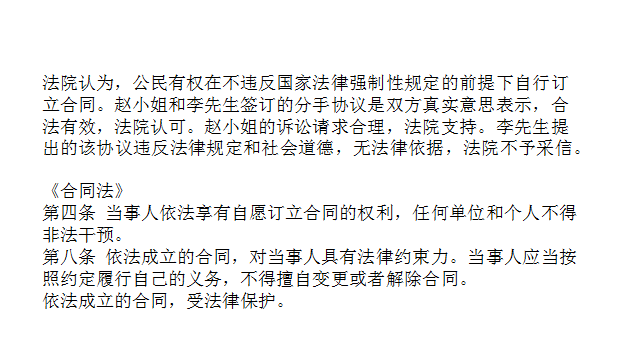 法院认为，公民有权在不违反国家法律强制性规定的前提下自行订
立合同。赵小姐和李先生签订的分手协议是双方真实意思表示，合
法有效，法院认可。赵小姐的诉讼请求合理，法院支持。李先生提
出的该协议违反法律规定和社会道德，无法律依据，法院不予采信。
《合同法》
第四条 当事人依法享有自愿订立合同的权利，任何单位和个人不得
非法干预。
第八条 依法成立的合同，对当事人具有法律约束力。当事人应当按
照约定履行自己的义务，不得擅自变更或者解除合同。
依法成立的合同，受法律保护。